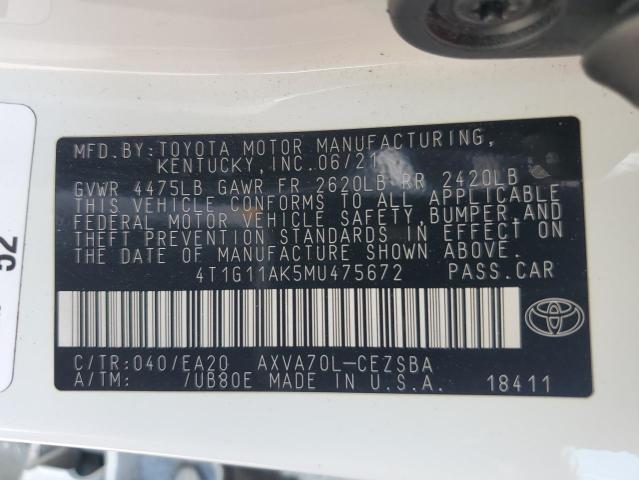 MFD.BY: TOYOTA MOTOR MANUFACTURING,
KENTUCKY, INC. 06/21
GVWR 4475LB GAWR FR 2620LB RR 2420LB
THIS VEHICLE CONFORMS TO ALL APPLICABLE
FEDERAL MOTOR VEHICLE SAFETY, BUMPER, AND
THEFT PREVENTION STANDARDS IN EFFECT ON
THE DATE OF MANUFACTURE SHOWN ABOVE.
4T1G11AK5MU475672 PASS.CAR
C/TR: 040/EA20 AXVA70L-CEZSBA
A/TM: /UB80E MADE IN U.S.A. 18411
52